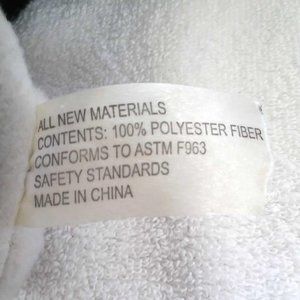 ALL NEW MATERIALS
CONTENTS: 100% POLYESTER FIBER
CONFORMS TO ASTM F963
SAFETY STANDARDS
MADE IN CHINA